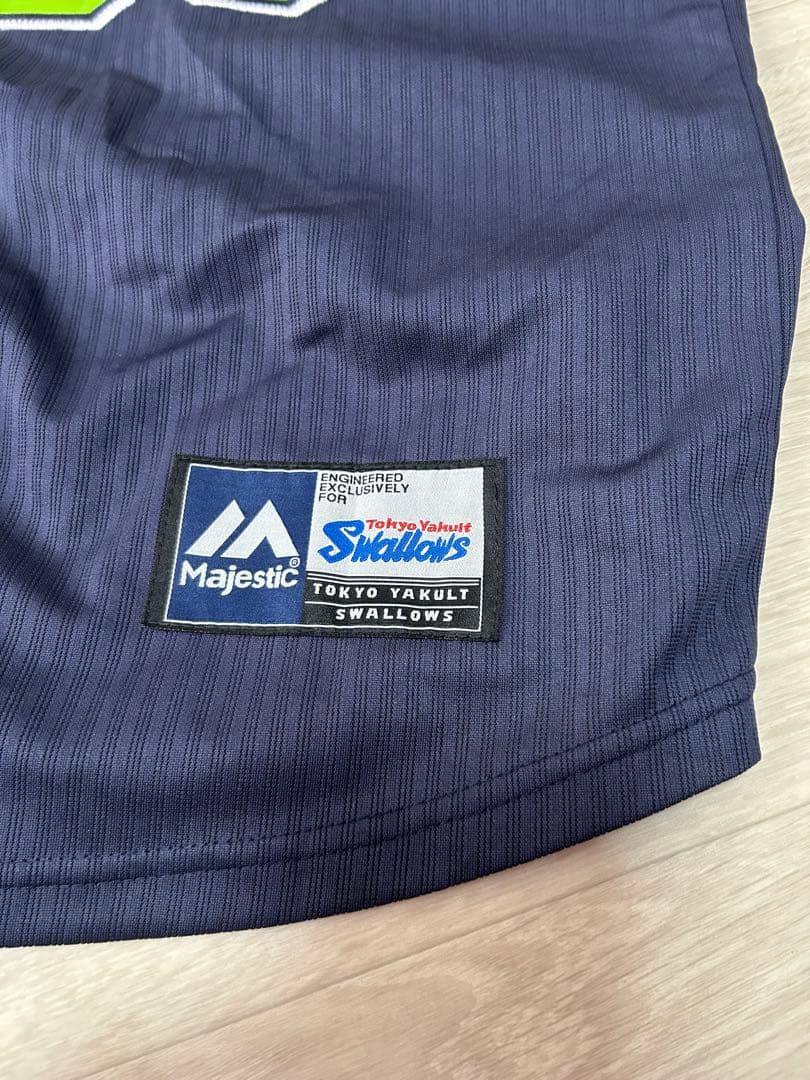 Majestic®
ENGINEERED
EXCLUSIVELY
FOR
Tokyo Yakult
Swallows
TOKYO YAKULT
SWALLOWS